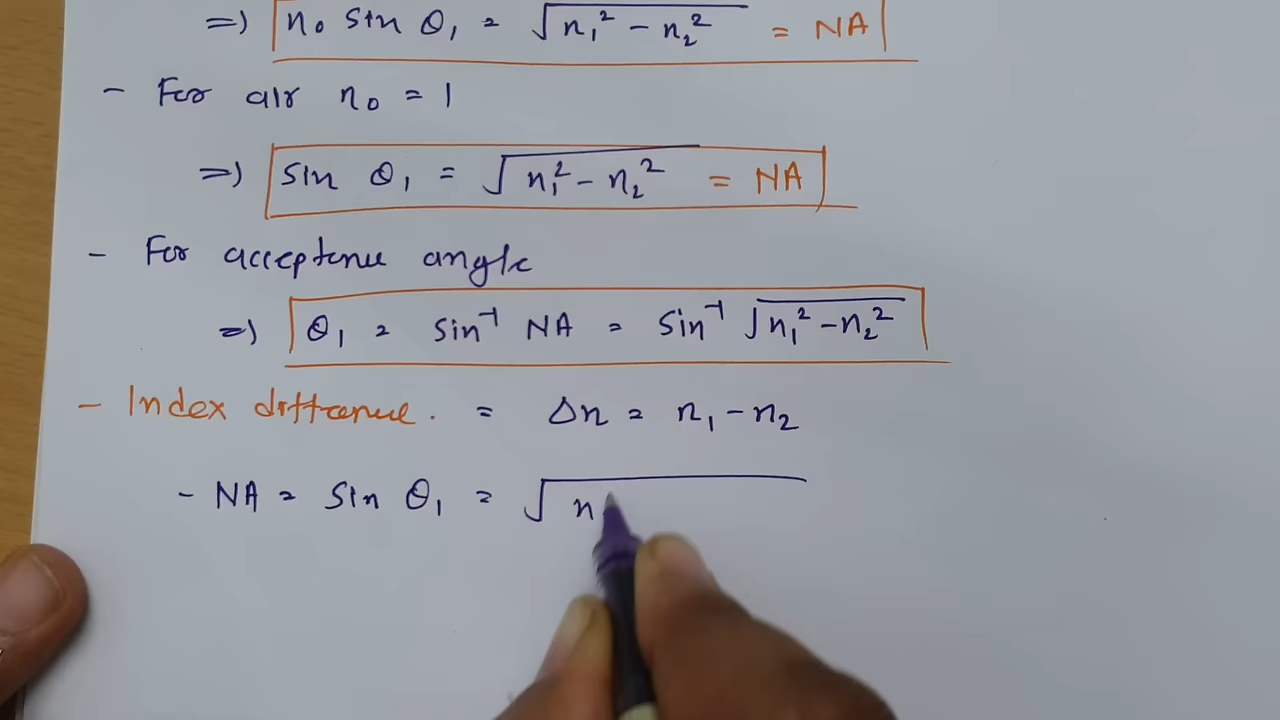 =) n₀ sin θ₁ = √n₁² - n₂² = NA
- For air n₀ = 1
=) sin θ₁ = √n₁² - n₂² = NA
- For acceptance angle
=) θ₁ = sin⁻¹ NA = sin⁻¹ √n₁² - n₂²
- Index difference. = Δn = n₁ - n₂
- NA = sin θ₁ = √n